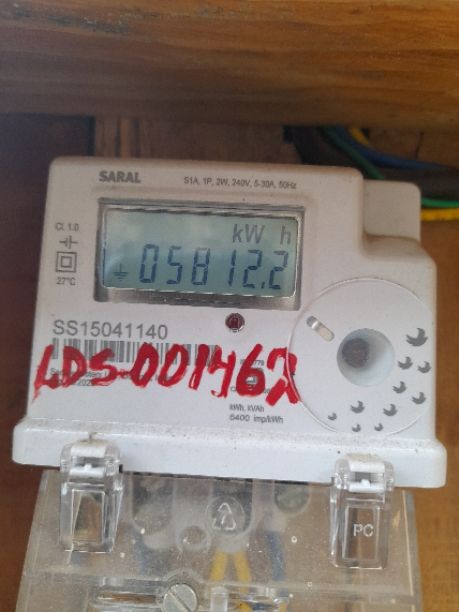 SARAL
S1A, 1P, 2W, 240V, 5-30A, 50Hz
Cl. 1.0
kW h
05812.2
27°C
SS15041140
LDS-001462
kWh, kVAh
6400 imp/kWh
PC